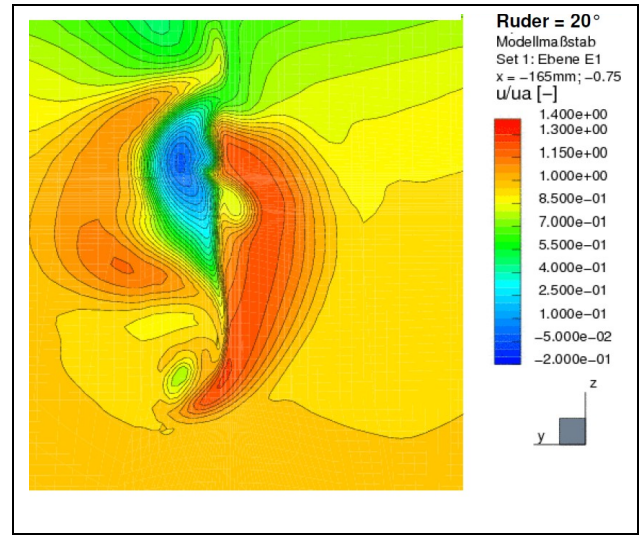 Ruder = 20°
Modellmaßstab
Set 1: Ebene E1
x = −165mm; −0.75
u/ua [−]
1.400e+00
1.300e+00
1.150e+00
1.000e+00
8.500e−01
7.000e−01
5.500e−01
4.000e−01
2.500e−01
1.000e−01
−5.000e−02
−2.000e−01
z
y